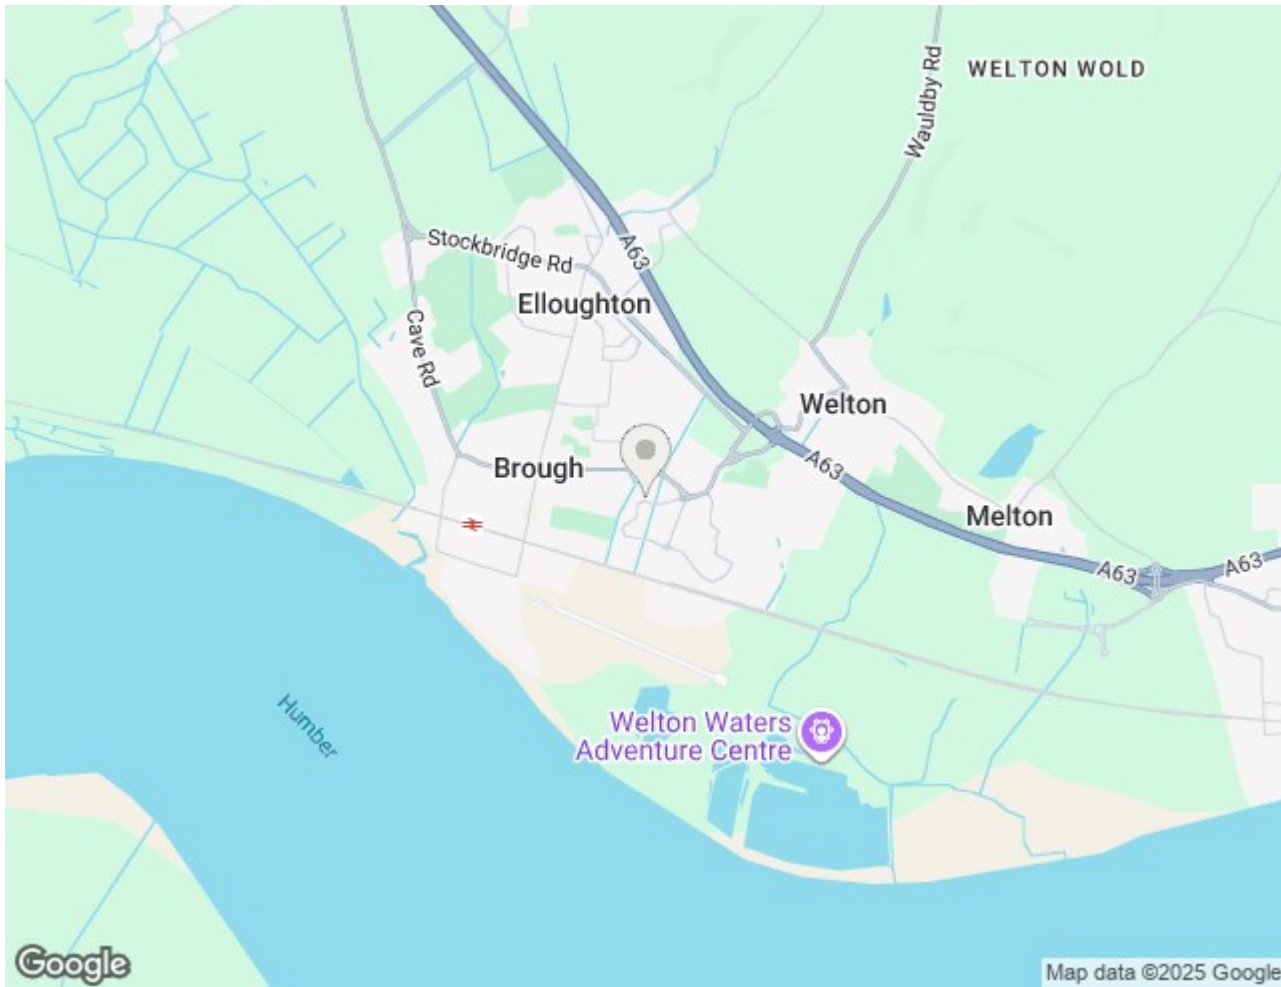 WELTON WOLD
Wauldby Rd
Stockbridge Rd
A63
Elloughton
Cave Rd
Welton
Brough
A63
Melton
A63
A63
Humber
Welton Waters
Adventure Centre
Google
Map data ©2025 Google